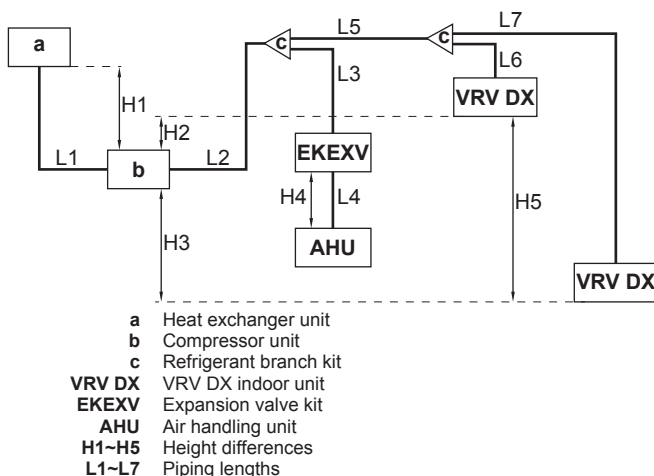 a
L5
c
L7
c
L3
L6
H1
VRV DX
H2
L1
b
L2
EKEXV
H4
L4
H5
H3
AHU
VRV DX
a Heat exchanger unit
b Compressor unit
c Refrigerant branch kit
VRV DX VRV DX indoor unit
EKEXV Expansion valve kit
AHU Air handling unit
H1~H5 Height differences
L1~L7 Piping lengths